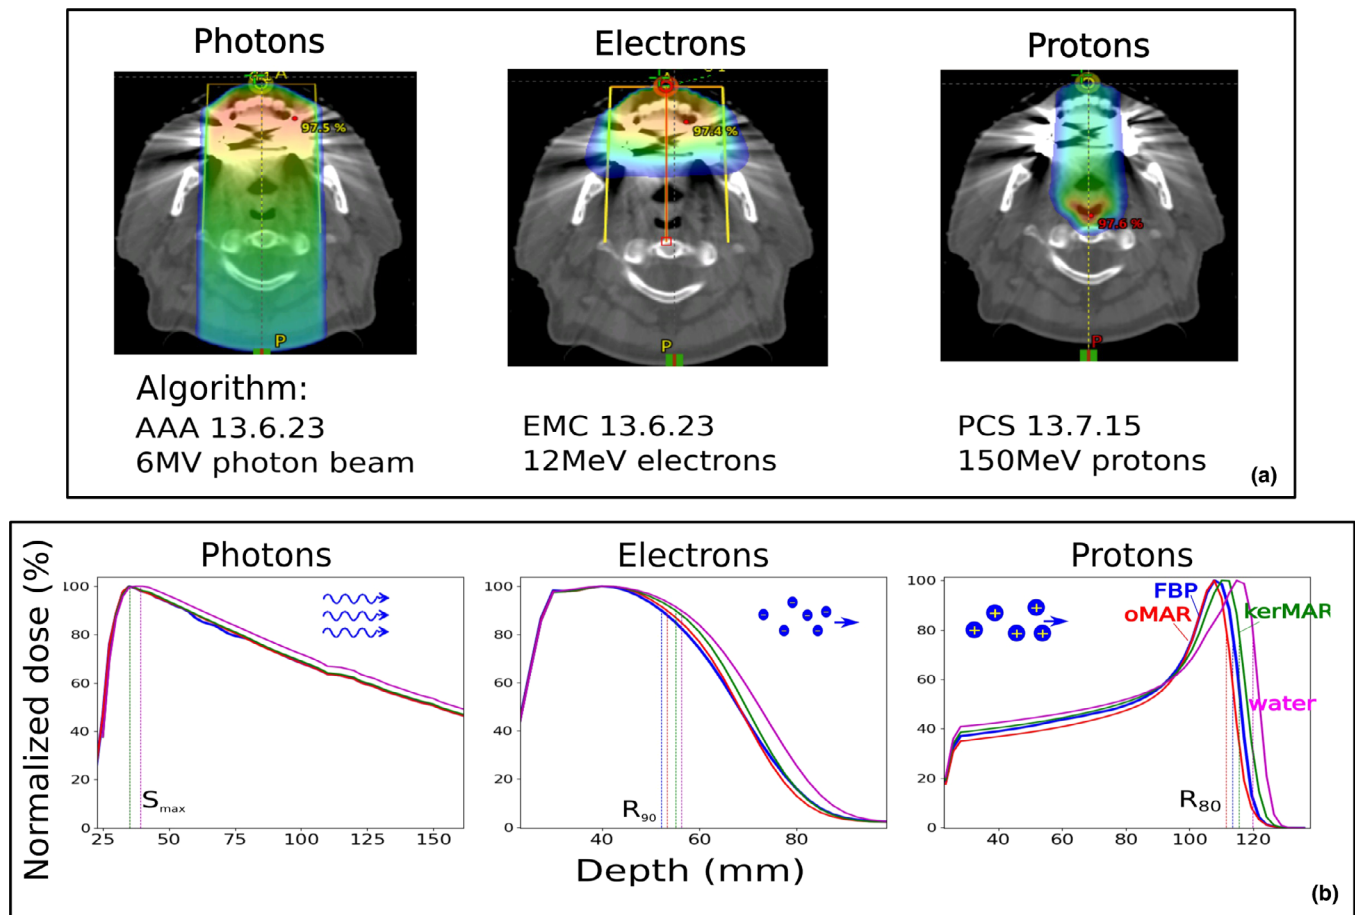 Photons
Electrons
Protons
97.5 %
97.4 %
97.6 %
P
P
P
Algorithm:
AAA 13.6.23
6MV photon beam
EMC 13.6.23
12MeV electrons
PCS 13.7.15
150MeV protons
(a)
Normalized dose (%)
Photons
100
80
60
40
20
0
25 50 75 100 125 150
Smax
Electrons
100
80
60
40
20
0
40 60 80
R90
Protons
100
80
60
40
20
0
40 60 80 100 120
FBP
oMAR
kerMAR
water
R80
Depth (mm)
(b)